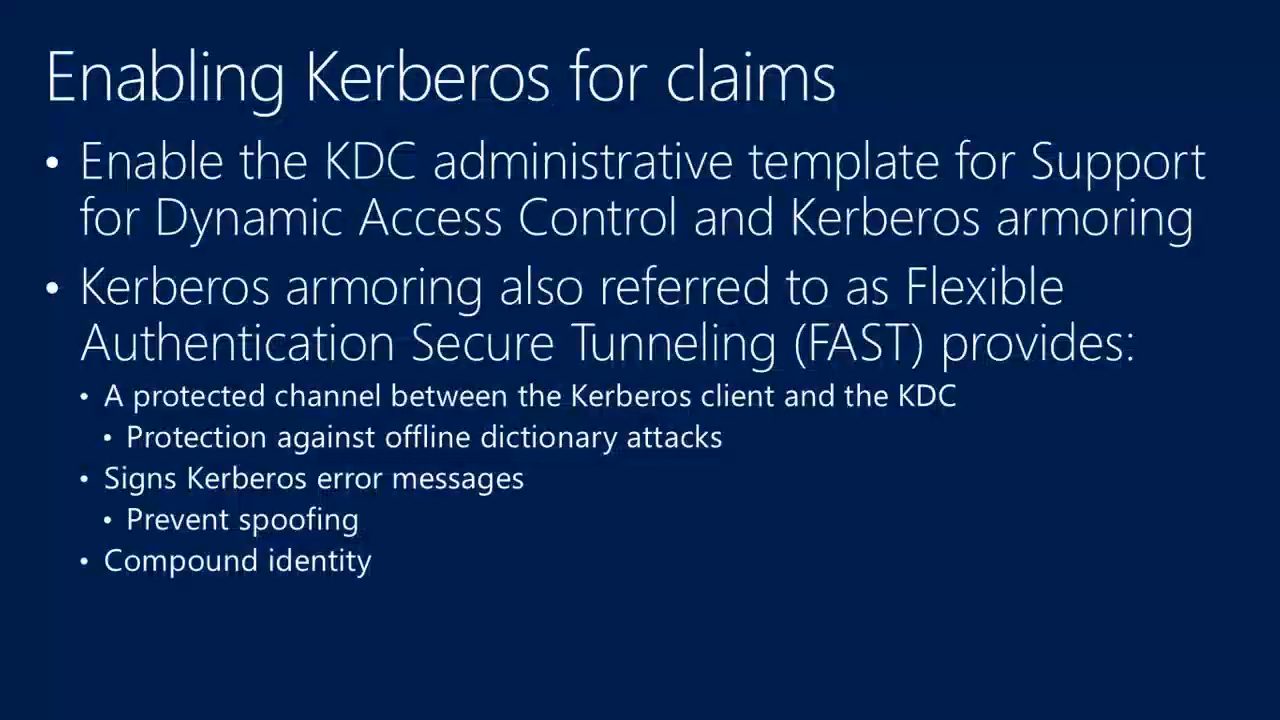 Enabling Kerberos for claims
• Enable the KDC administrative template for Support
for Dynamic Access Control and Kerberos armoring
• Kerberos armoring also referred to as Flexible
Authentication Secure Tunneling (FAST) provides:
• A protected channel between the Kerberos client and the KDC
• Protection against offline dictionary attacks
• Signs Kerberos error messages
• Prevent spoofing
• Compound identity